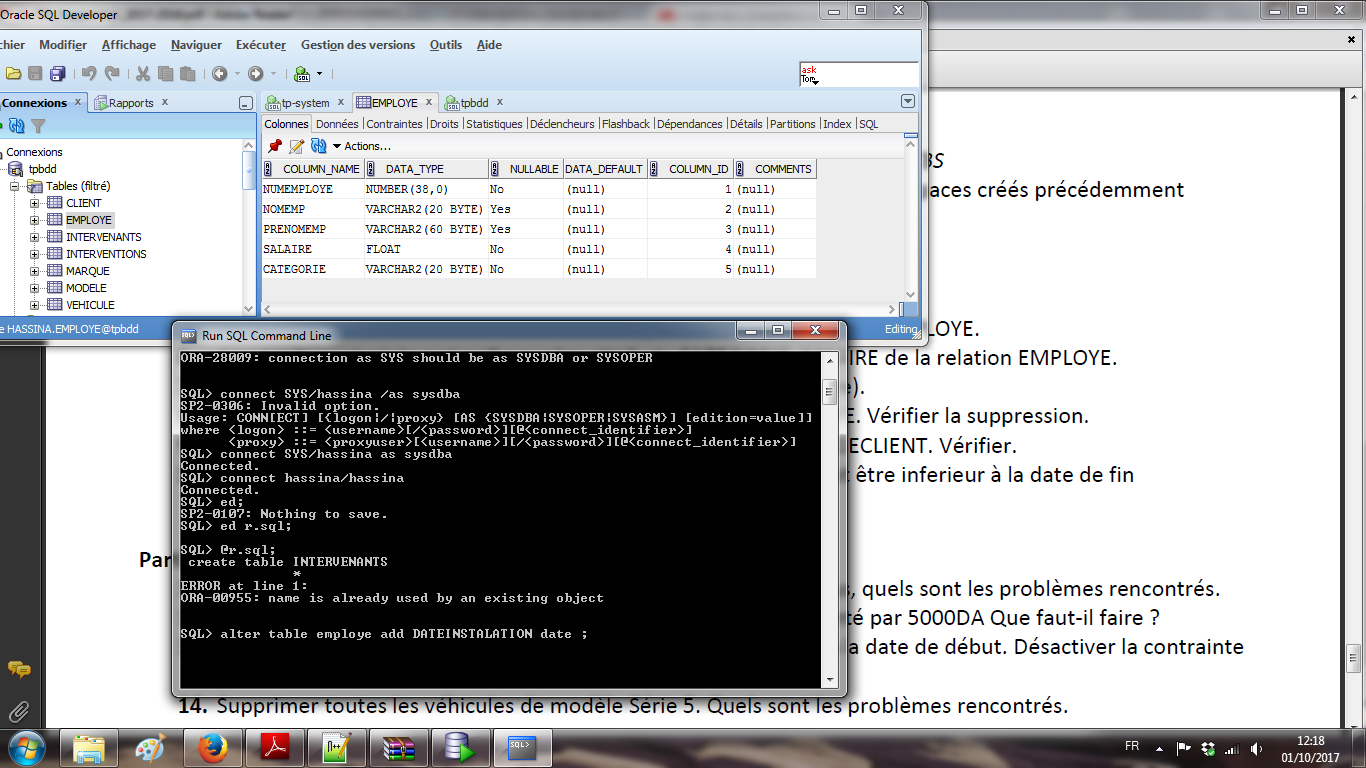 Oracle SQL Developer
chier Modifier Affichage Naviguer Exécuter Gestion des versions Outils Aide
ask
Tom
Connexions
Rapports
tp-system
EMPLOYE
tpbdd
Colonnes Données Contraintes Droits Statistiques Déclencheurs Flashback Dépendances Détails Partitions Index SQL
Actions...
Connexions
tpbdd
Tables (filtré)
CLIENT
EMPLOYE
INTERVENANTS
INTERVENTIONS
MARQUE
MODELE
VEHICULE
COLUMN_NAME DATA_TYPE NULLABLE DATA_DEFAULT COLUMN_ID COMMENTS
NUMEMPLOYE NUMBER(38,0) No (null) 1 (null)
NOMEMP VARCHAR2(20 BYTE) Yes (null) 2 (null)
PRENOMEMP VARCHAR2(60 BYTE) Yes (null) 3 (null)
SALAIRE FLOAT No (null) 4 (null)
CATEGORIE VARCHAR2(20 BYTE) No (null) 5 (null)
e HASSINA.EMPLOYE@tpbdd
Editing
BS
aces créés précédemment
LOYE.
IRE de la relation EMPLOYE.
e).
E. Vérifier la suppression.
ECLIENT. Vérifier.
être inferieur à la date de fin
Par
s, quels sont les problèmes rencontrés.
té par 5000DA Que faut-il faire ?
a date de début. Désactiver la contrainte
14. Supprimer toutes les véhicules de modèle Série 5. Quels sont les problèmes rencontrés.
Run SQL Command Line
ORA-28009: connection as SYS should be as SYSDBA or SYSOPER
SQL> connect SYS/hassina /as sysdba
SP2-0306: Invalid option.
Usage: CONN[ECT] [{logon|/|proxy} [AS {SYSDBA|SYSOPER|SYSASM}] [edition=value]]
where <logon> ::= <username>[/<password>][@<connect_identifier>]
<proxy> ::= <proxyuser>[<username>][/<password>][@<connect_identifier>]
SQL> connect SYS/hassina as sysdba
Connected.
SQL> connect hassina/hassina
Connected.
SQL> ed;
SP2-0107: Nothing to save.
SQL> ed r.sql;
SQL> @r.sql;
create table INTERVENANTS
*
ERROR at line 1:
ORA-00955: name is already used by an existing object
SQL> alter table employe add DATEINSTALATION date ;
FR
12:18
01/10/2017